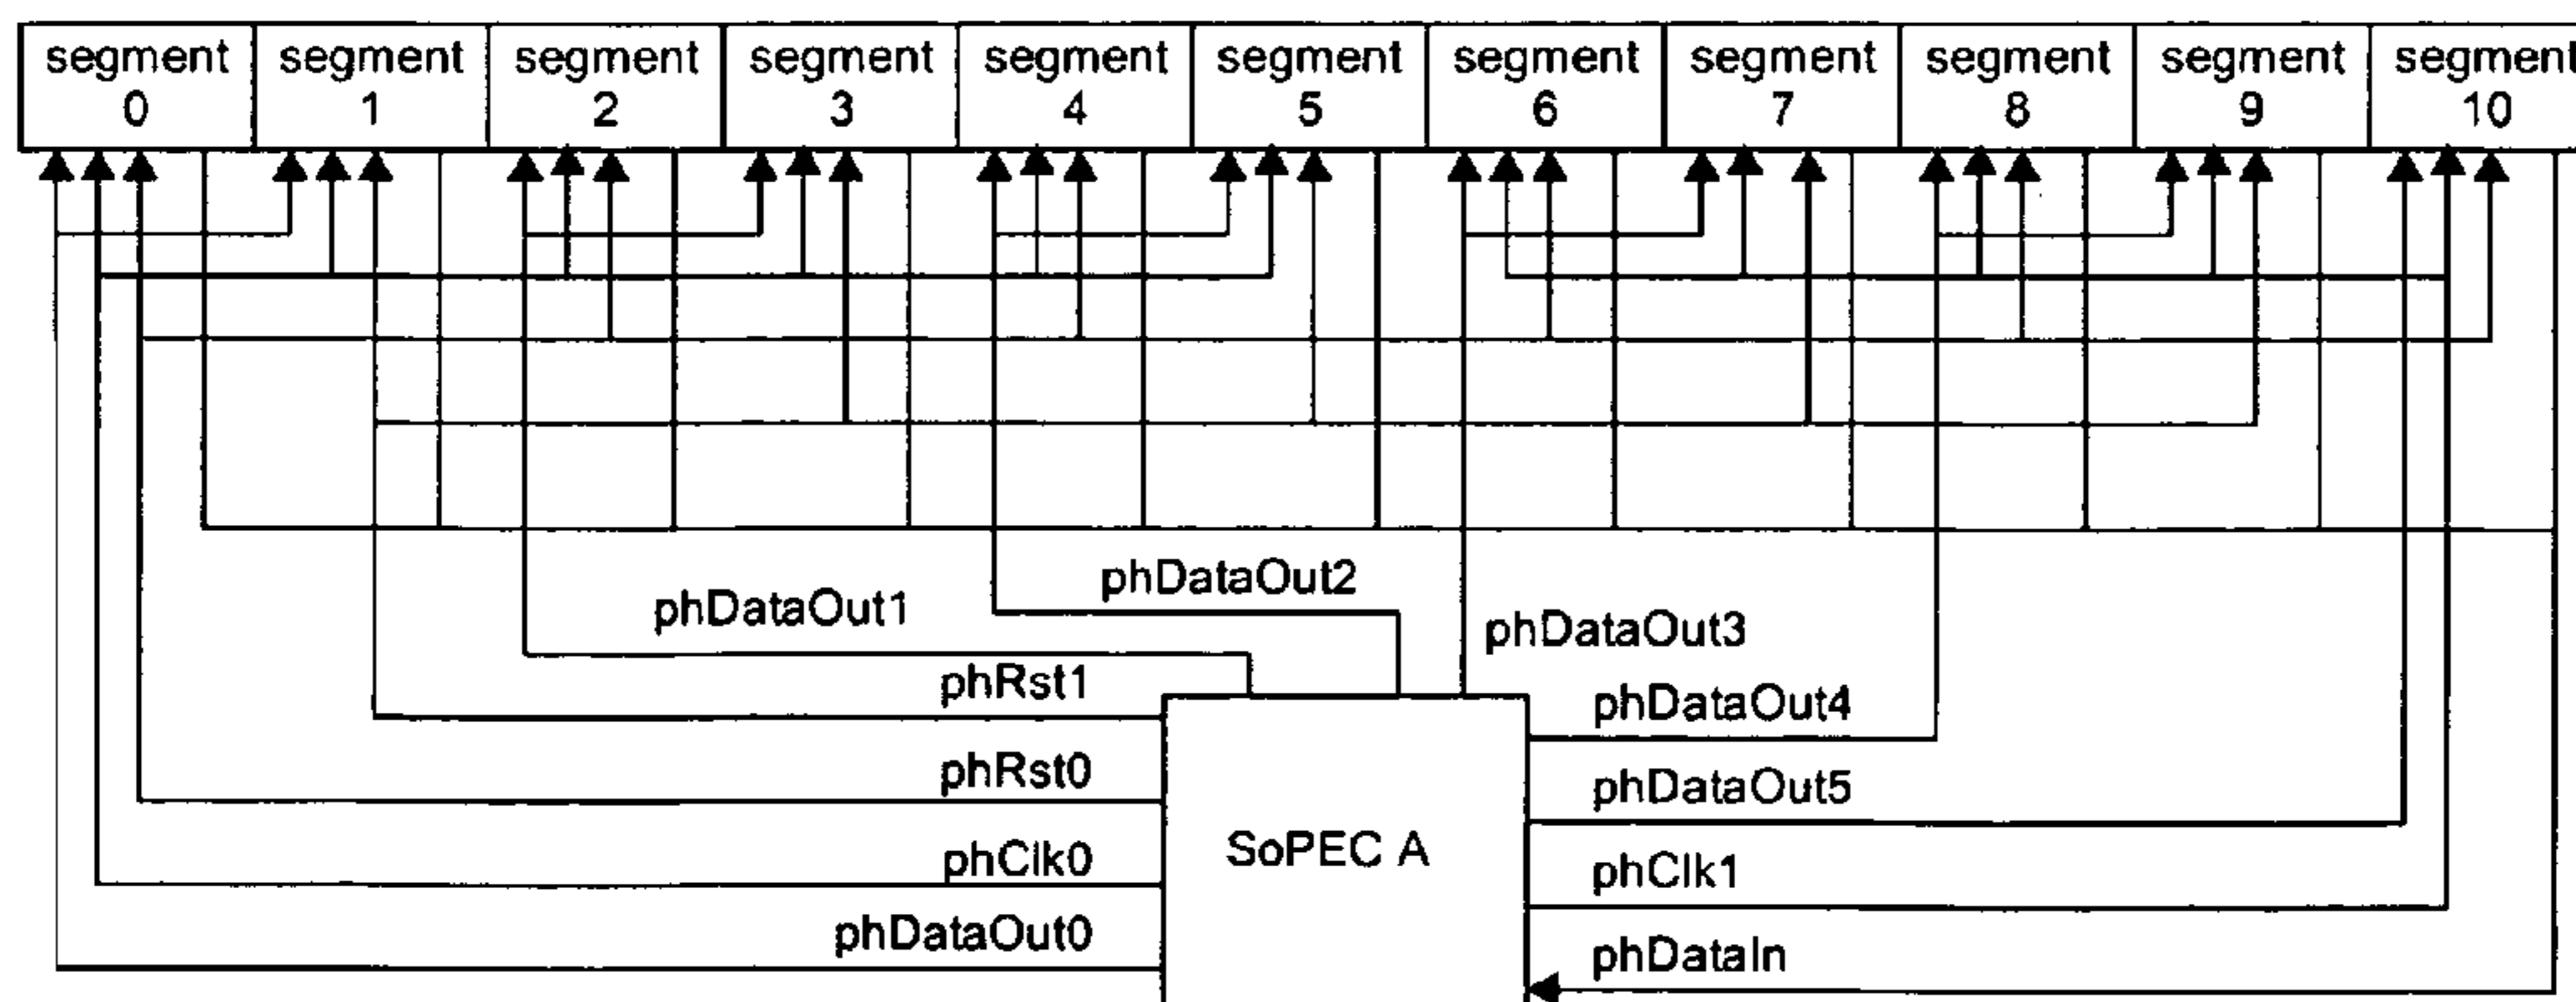 segment
0
segment
1
segment
2
segment
3
segment
4
segment
5
segment
6
segment
7
segment
8
segment
9
segment
10
phDataOut2
phDataOut1
phDataOut3
phRst1
phDataOut4
phRst0
phDataOut5
SoPEC A
phClk0
phClk1
phDataOut0
phDataIn